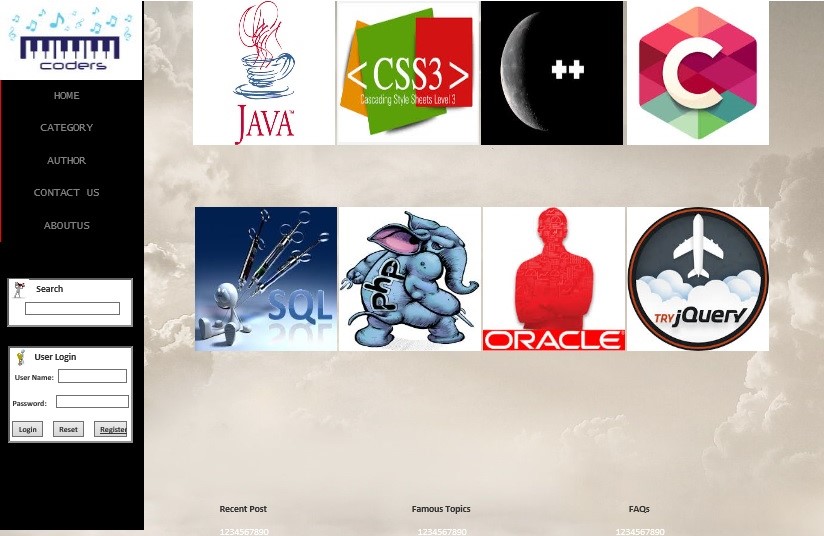 coders
HOME
CATEGORY
AUTHOR
CONTACT US
ABOUTUS
Search
User Login
User Name:
Password:
Login Reset Register
JAVA™
<CSS3>
Cascading Style Sheets Level 3
C++
C
SQL
php
ORACLE
TRY jQuery
Recent Post Famous Topics FAQs
1234567890 1234567890 1234567890